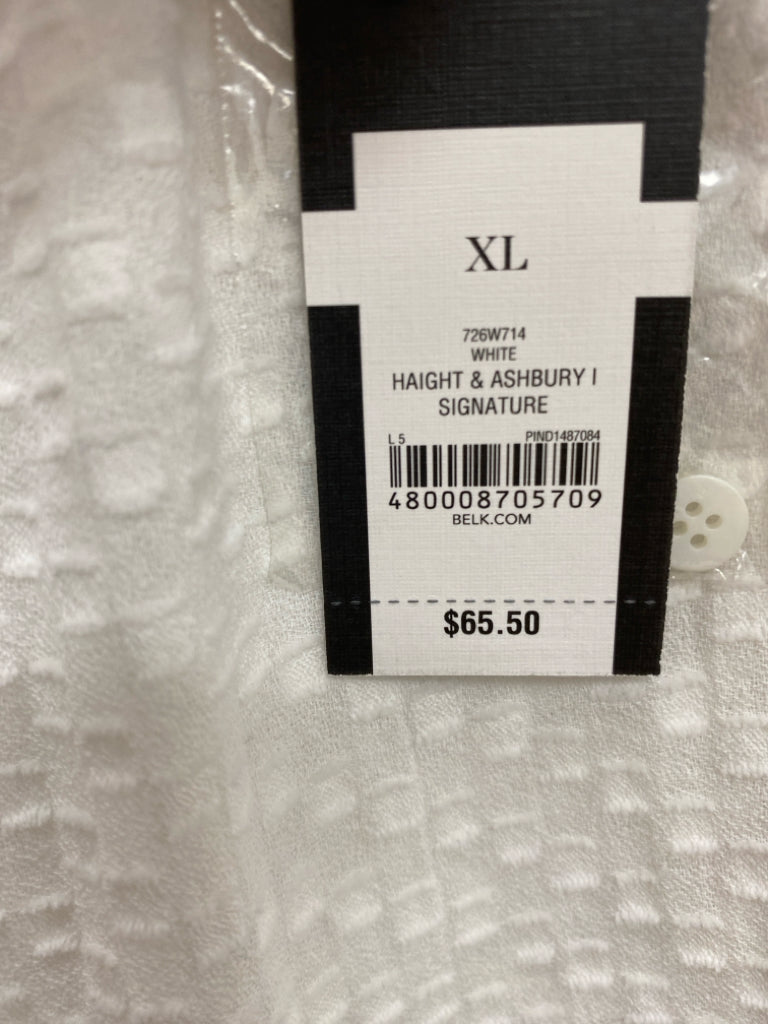 XL
726W714
WHITE
HAIGHT & ASHBURY I
SIGNATURE
L 5 PIND1487084
480008705709
BELK.COM
$65.50